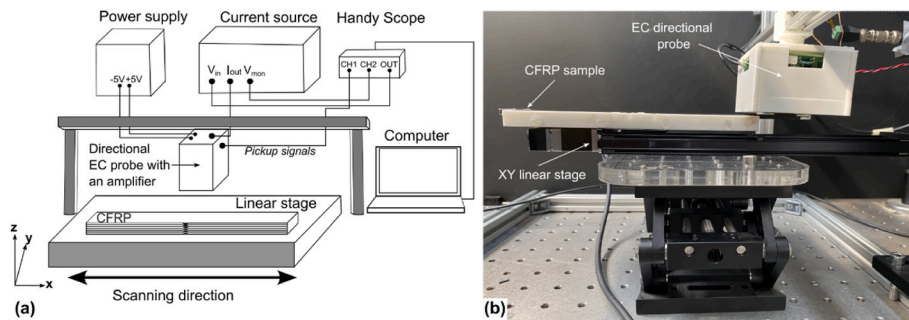 Power supply
Current source
Handy Scope
-5V+5V
Vin Iout Vmon
CH1 CH2 OUT
Directional
EC probe with
an amplifier
Pickup signals
Computer
Linear stage
CFRP
z
y
x
Scanning direction
(a)
EC directional
probe
CFRP sample
XY linear stage
(b)